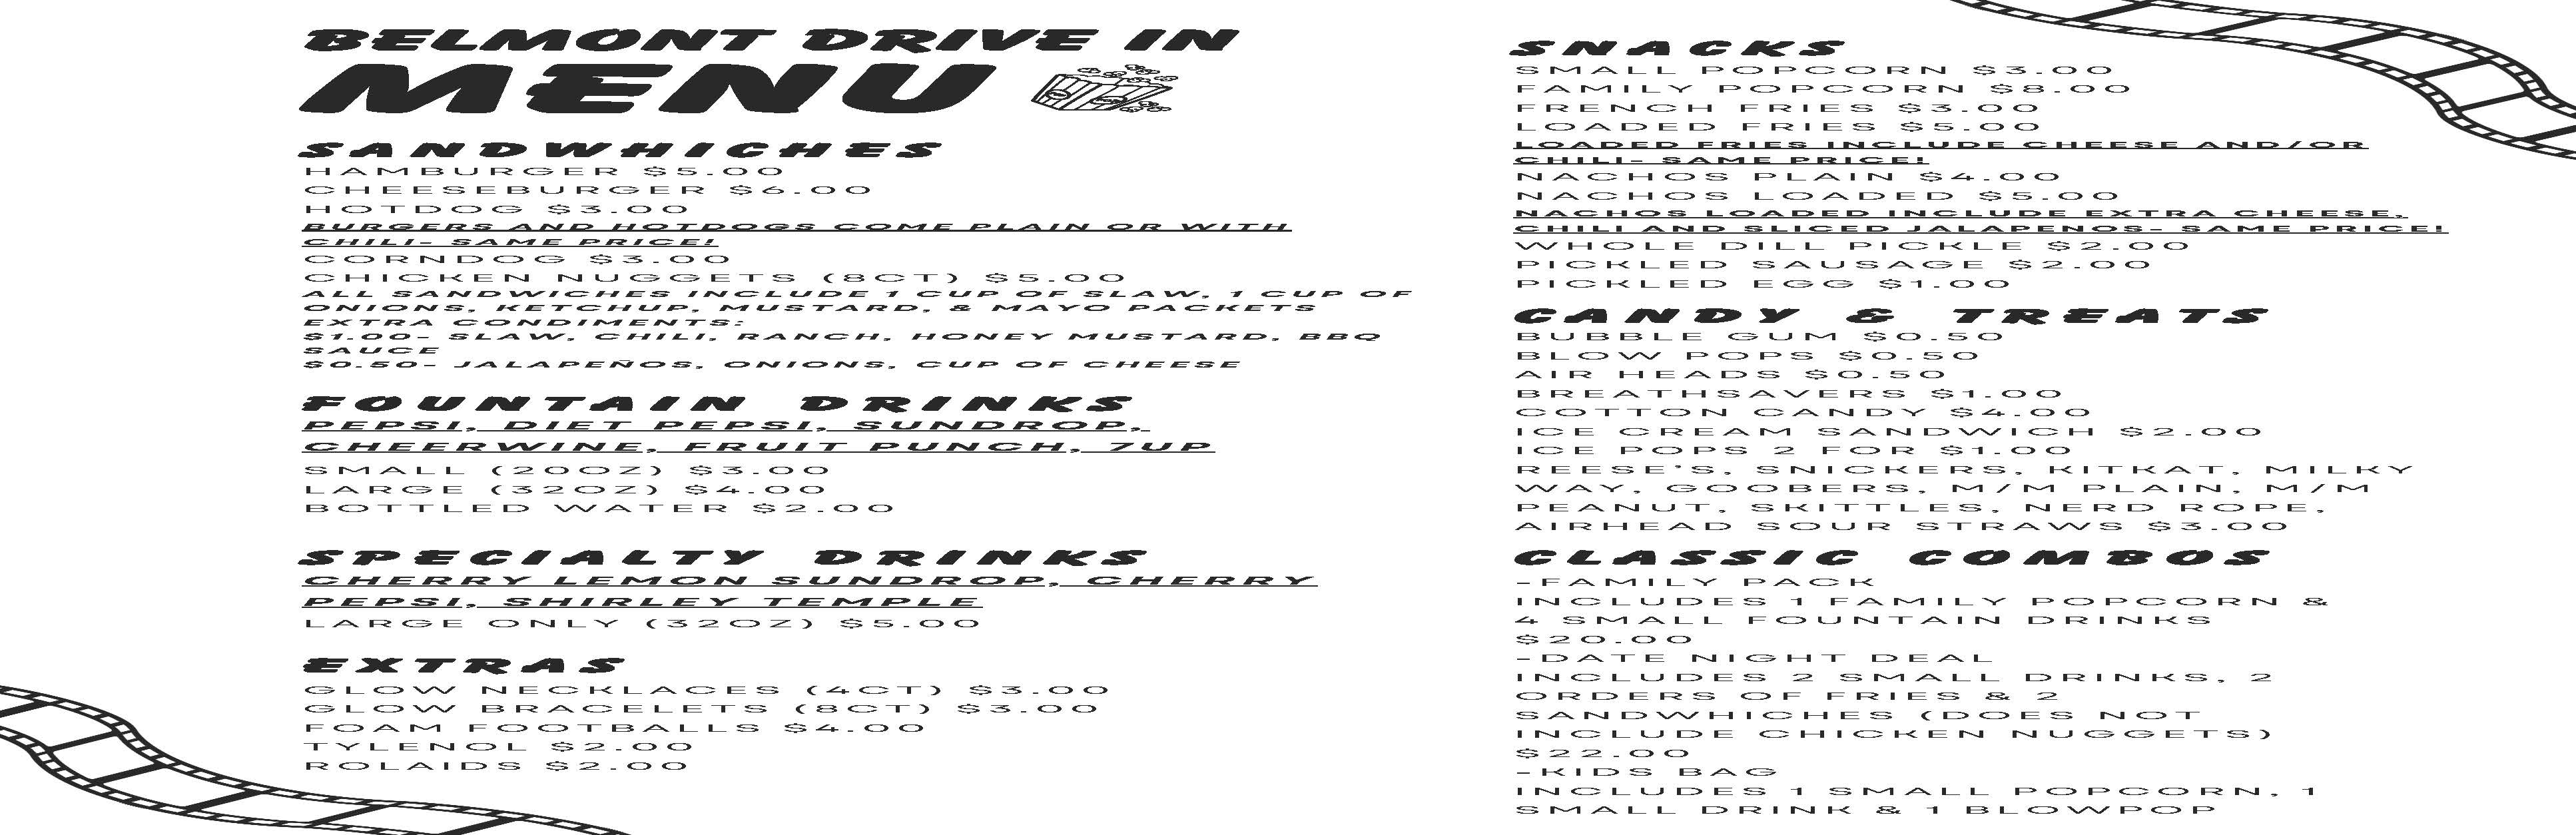 BELMONT DRIVE IN
MENU
SANDWHICHES
HAMBURGER $5.00
CHEESEBURGER $6.00
HOTDOG $3.00
BURGERS AND HOTDOGS COME PLAIN OR WITH
CHILI- SAME PRICE!
CORNDOG $3.00
CHICKEN NUGGETS (8CT) $5.00
ALL SANDWICHES INCLUDE 1 CUP OF SLAW, 1 CUP OF
ONIONS, KETCHUP, MUSTARD, & MAYO PACKETS
EXTRA CONDIMENTS:
$1.00- SLAW, CHILI, RANCH, HONEY MUSTARD, BBQ
SAUCE
$0.50- JALAPEÑOS, ONIONS, CUP OF CHEESE
FOUNTAIN DRINKS
PEPSI, DIET PEPSI, SUNDROP,
CHEERWINE, FRUIT PUNCH, 7UP
SMALL (20OZ) $3.00
LARGE (32OZ) $4.00
BOTTLED WATER $2.00
SPECIALTY DRINKS
CHERRY LEMON SUNDROP, CHERRY
PEPSI, SHIRLEY TEMPLE
LARGE ONLY (32OZ) $5.00
EXTRAS
GLOW NECKLACES (4CT) $3.00
GLOW BRACELETS (8CT) $3.00
FOAM FOOTBALLS $4.00
TYLENOL $2.00
ROLAIDS $2.00
SNACKS
SMALL POPCORN $3.00
FAMILY POPCORN $8.00
FRENCH FRIES $3.00
LOADED FRIES $5.00
LOADED FRIES INCLUDE CHEESE AND/OR
CHILI- SAME PRICE!
NACHOS PLAIN $4.00
NACHOS LOADED $5.00
NACHOS LOADED INCLUDE EXTRA CHEESE,
CHILI AND SLICED JALAPENOS- SAME PRICE!
WHOLE DILL PICKLE $2.00
PICKLED SAUSAGE $2.00
PICKLED EGG $1.00
CANDY & TREATS
BUBBLE GUM $0.50
BLOW POPS $0.50
AIR HEADS $0.50
BREATHSAVERS $1.00
COTTON CANDY $4.00
ICE CREAM SANDWICH $2.00
ICE POPS 2 FOR $1.00
REESE'S, SNICKERS, KITKAT, MILKY
WAY, GOOBERS, M/M PLAIN, M/M
PEANUT, SKITTLES, NERD ROPE,
AIRHEAD SOUR STRAWS $3.00
CLASSIC COMBOS
-FAMILY PACK
INCLUDES 1 FAMILY POPCORN &
4 SMALL FOUNTAIN DRINKS
$20.00
-DATE NIGHT DEAL
INCLUDES 2 SMALL DRINKS, 2
ORDERS OF FRIES & 2
SANDWHICHES (DOES NOT
INCLUDE CHICKEN NUGGETS)
$22.00
-KIDS BAG
INCLUDES 1 SMALL POPCORN, 1
SMALL DRINK & 1 BLOWPOP